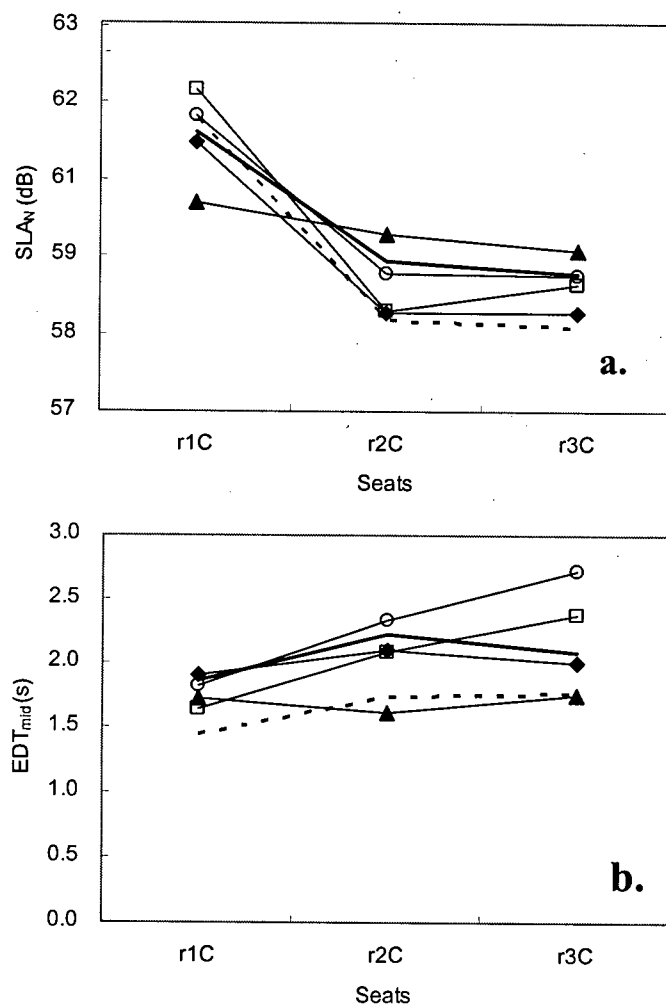 63
62
61
59
58
57
SLA_N (dB)
a.
r1C r2C r3C
Seats
3.0
2.5
2.0
1.5
1.0
0.5
0.0
EDT_mid (s)
b.
r1C r2C r3C
Seats